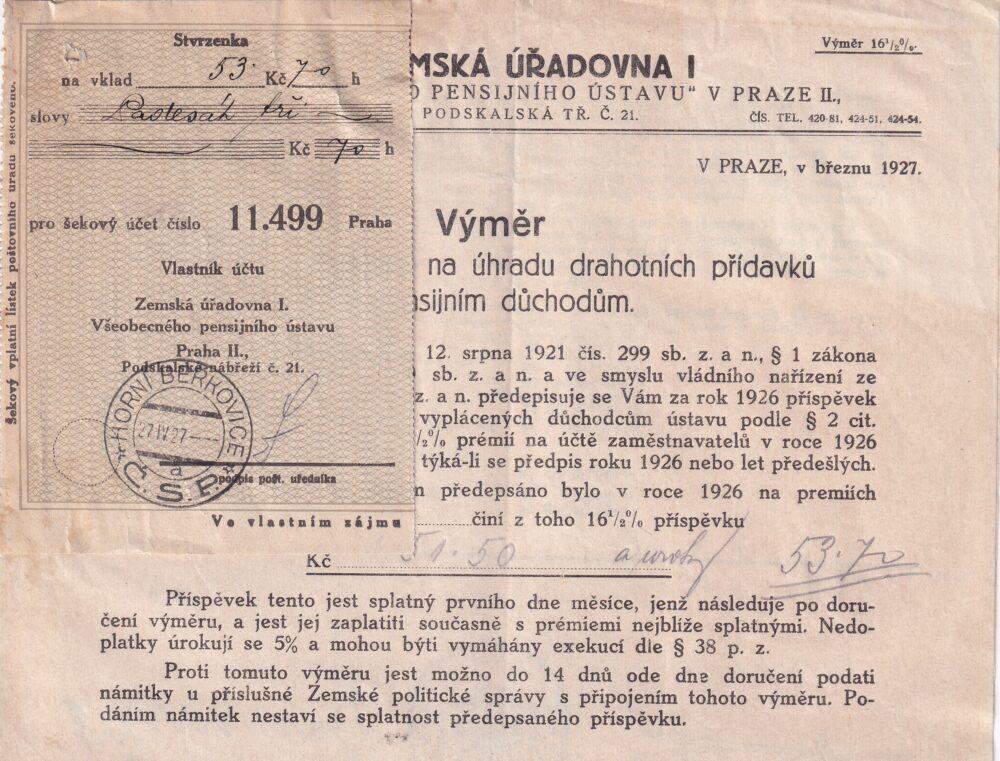 Stvrzenka
na vklad 53· Kč 70 h
slovy Padesát tři
Kč 70 h
pro šekový účet číslo 11.499 Praha
Vlastník účtu
Zemská úřadovna I.
Všeobecného pensijního ústavu
Praha II.,
Podskalské nábřeží č. 21.
HORNÍ BEŘKOVICE
27 IV 27
a
Č.S.P.
podpis pošt. úředníka
Ve vlastním zájmu
Šekový vplatní lístek poštovního úřadu šekového.
Výměr 16½%.
MSKÁ ÚŘADOVNA I
O PENSIJNÍHO ÚSTAVU" V PRAZE II.,
PODSKALSKÁ TŘ. Č. 21. ČÍS. TEL. 420-81, 424-51, 424-54.
V PRAZE, v březnu 1927.
Výměr
na úhradu drahotních přídavků
nsijním důchodům.
12. srpna 1921 čís. 299 sb. z. a n., § 1 zákona
sb. z. a n. a ve smyslu vládního nařízení ze
z. a n. předepisuje se Vám za rok 1926 příspěvek
vyplácených důchodcům ústavu podle § 2 cit.
½% prémií na účtě zaměstnavatelů v roce 1926
týká-li se předpis roku 1926 nebo let předešlých.
m předepsáno bylo v roce 1926 na premiích
činí z toho 16½% příspěvku
Kč 51·50 a úroky 53·70
Příspěvek tento jest splatný prvního dne měsíce, jenž následuje po doru-
čení výměru, a jest jej zaplatiti současně s prémiemi nejblíže splatnými. Nedo-
platky úrokují se 5% a mohou býti vymáhány exekucí dle § 38 p. z.
Proti tomuto výměru jest možno do 14 dnů ode dne doručení podati
námitky u příslušné Zemské politické správy s připojením tohoto výměru. Po-
dáním námitek nestaví se splatnost předepsaného příspěvku.